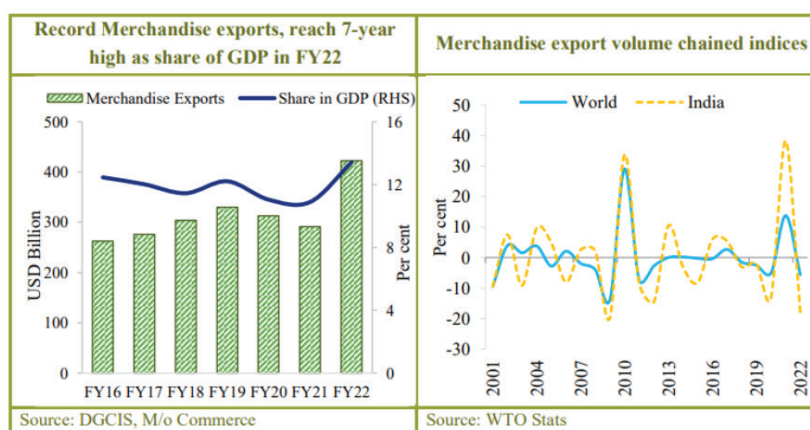 Record Merchandise exports, reach 7-year
high as share of GDP in FY22
Merchandise Exports
Share in GDP (RHS)
500
400
300
200
100
0
USD Billion
16
12
8
4
0
Per cent
FY16 FY17 FY18 FY19 FY20 FY21 FY22
Source: DGCIS, M/o Commerce
Merchandise export volume chained indices
World
India
50
40
30
20
10
0
-10
-20
-30
Per cent
2001
2004
2007
2010
2013
2016
2019
2022
Source: WTO Stats